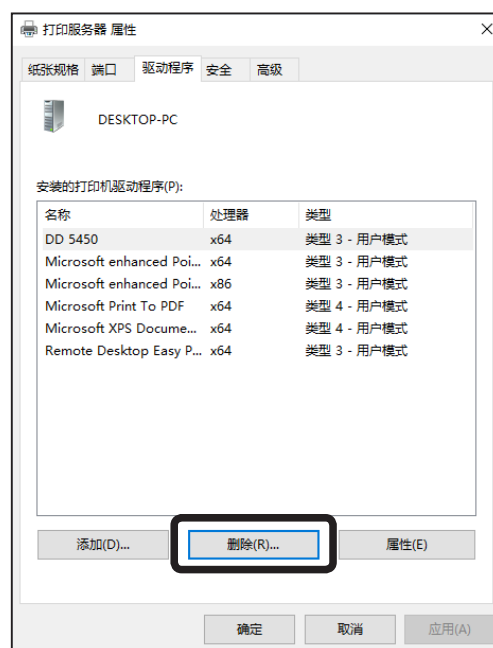 打印服务器 属性
纸张规格 端口 驱动程序 安全 高级
DESKTOP-PC
安装的打印机驱动程序(P):
名称 处理器 类型
DD 5450 x64 类型 3 - 用户模式
Microsoft enhanced Poi... x64 类型 3 - 用户模式
Microsoft enhanced Poi... x86 类型 3 - 用户模式
Microsoft Print To PDF x64 类型 4 - 用户模式
Microsoft XPS Docume... x64 类型 4 - 用户模式
Remote Desktop Easy P... x64 类型 3 - 用户模式
添加(D)... 删除(R)... 属性(E)
确定 取消 应用(A)